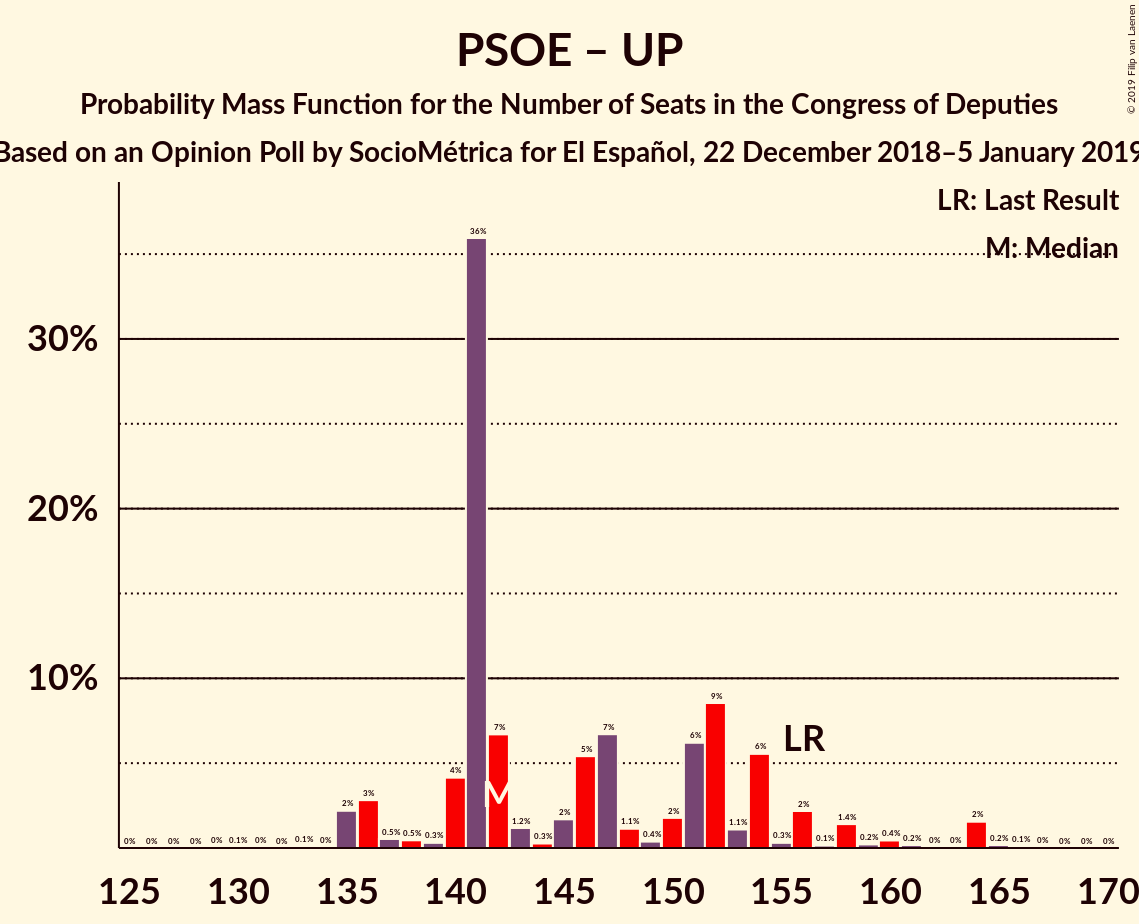 PSOE – UP
Probability Mass Function for the Number of Seats in the Congress of Deputies
Based on an Opinion Poll by SocioMétrica for El Español, 22 December 2018–5 January 2019
© 2019 Filip van Laenen
LR: Last Result
M: Median
30%
20%
10%
0% 0% 0% 0% 0% 0.1% 0% 0% 0.1% 0% 2% 3% 0.5% 0.5% 0.3% 4% 36% 7% 1.2% 0.3% 2% 5% 7% 1.1% 0.4% 2% 6% 9% 1.1% 6% 0.3% 2% 0.1% 1.4% 0.2% 0.4% 0.2% 0% 0% 2% 0.2% 0.1% 0% 0% 0% 0%
M
LR
125 130 135 140 145 150 155 160 165 170